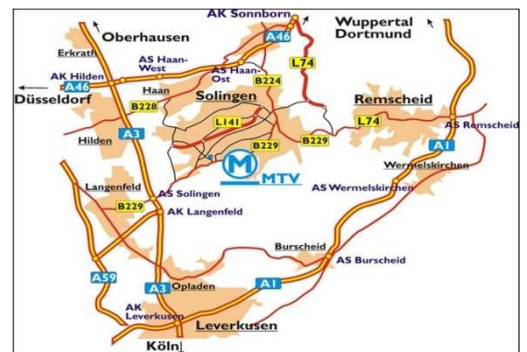 AK Sonnborn
Oberhausen
Wuppertal
Dortmund
Erkrath
A46
AS Haan-
West
L74
AK Hilden
AS Haan-
Ost
A46
Haan
B224
Düsseldorf
B228
Solingen
Remscheid
L141
L74
A3
AS Remscheid
Hilden
B229
B229
A1
M
MTV
Wermelskirchen
Langenfeld
AS Solingen
AS Wermelskirchen
B229
AK Langenfeld
Burscheid
AS Burscheid
A59
A3
Opladen
A1
AK
Leverkusen
Leverkusen
Köln